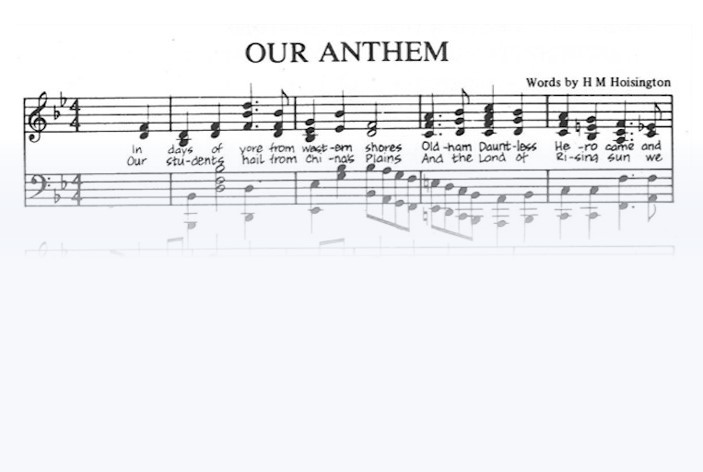 OUR ANTHEM
Words by H M Hoisington
In days of yore from west-ern shores Old-ham Daunt-less He-ro came and
Our stu-dents hail from Chi-na's Plains And the Land of Ri-sing sun we